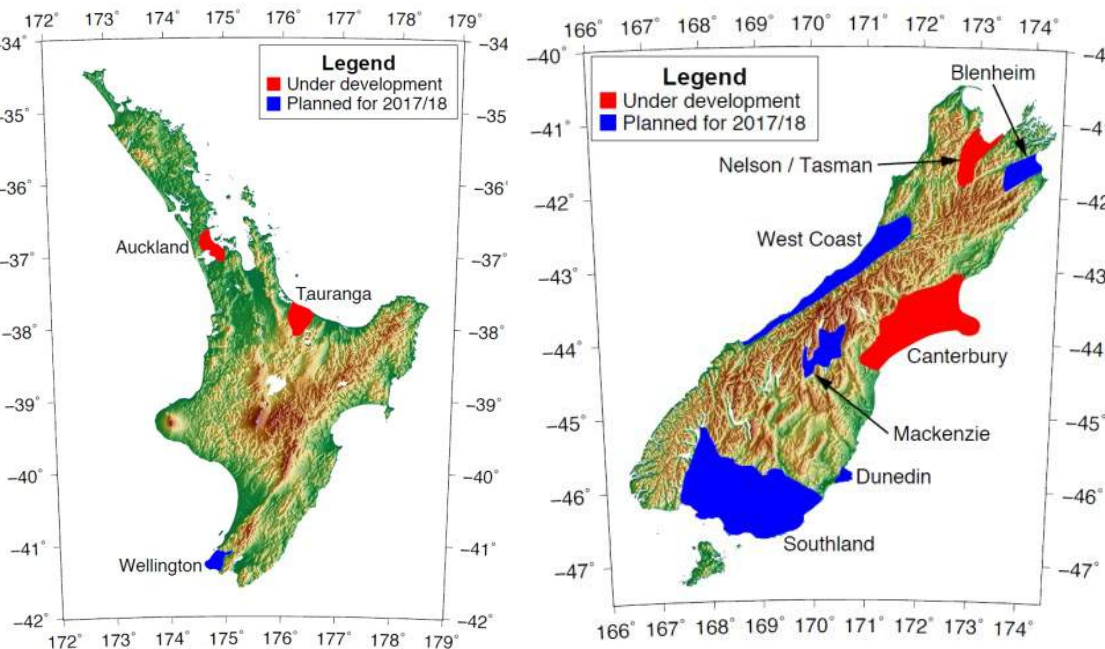 172° 173° 174° 175° 176° 177° 178° 179°
−34° −34°
Legend
Under development
Planned for 2017/18
−35° −35°
−36° −36°
Auckland
−37° −37°
Tauranga
−38° −38°
−39° −39°
−40° −40°
−41° −41°
Wellington
−42° −42°
172° 173° 174° 175° 176° 177° 178° 179°
166° 167° 168° 169° 170° 171° 172° 173° 174°
−40°
Legend
Under development
Planned for 2017/18
Blenheim
−41°
Nelson / Tasman
−42°
West Coast
−43°
−44°
Canterbury
−45°
Mackenzie
Dunedin
−46°
Southland
−47° −47°
166° 167° 168° 169° 170° 171° 172° 173° 174°